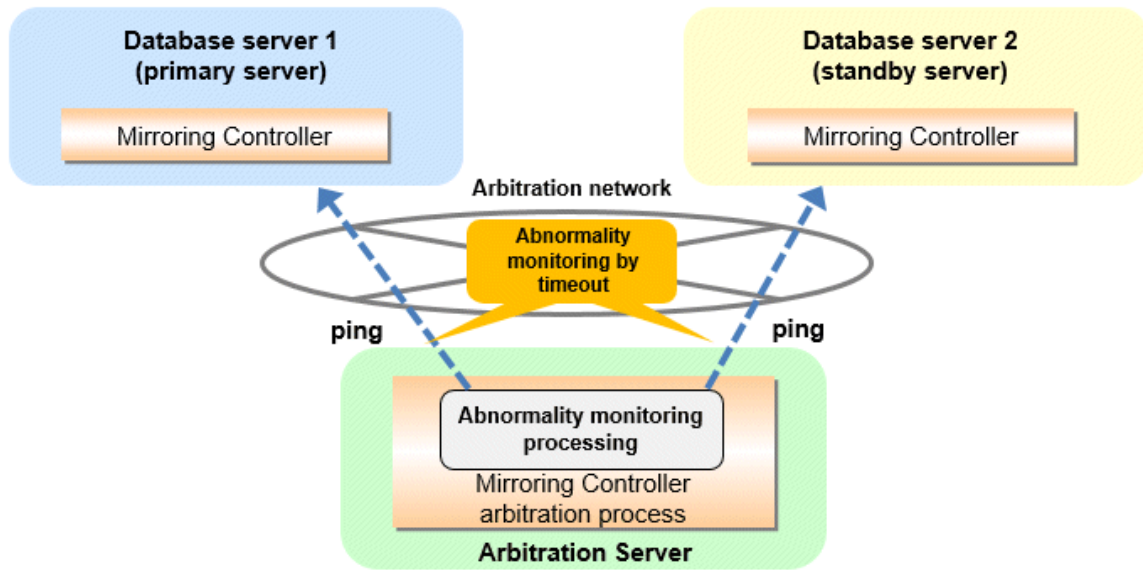 Database server 1
(primary server)
Mirroring Controller
Database server 2
(standby server)
Mirroring Controller
Arbitration network
Abnormality
monitoring by
timeout
ping
ping
Abnormality monitoring
processing
Mirroring Controller
arbitration process
Arbitration Server